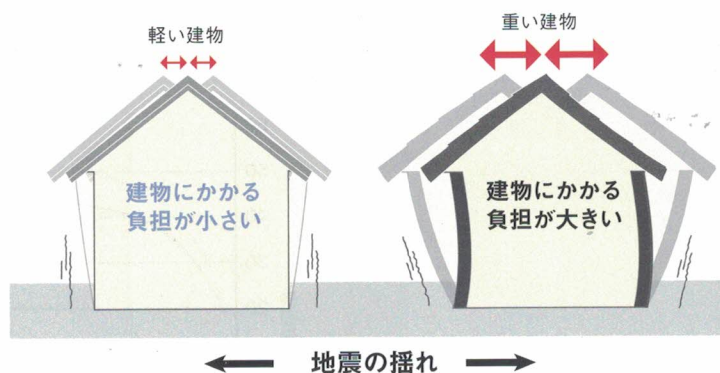 軽い建物
重い建物
建物にかかる
負担が小さい
建物にかかる
負担が大きい
地震の揺れ